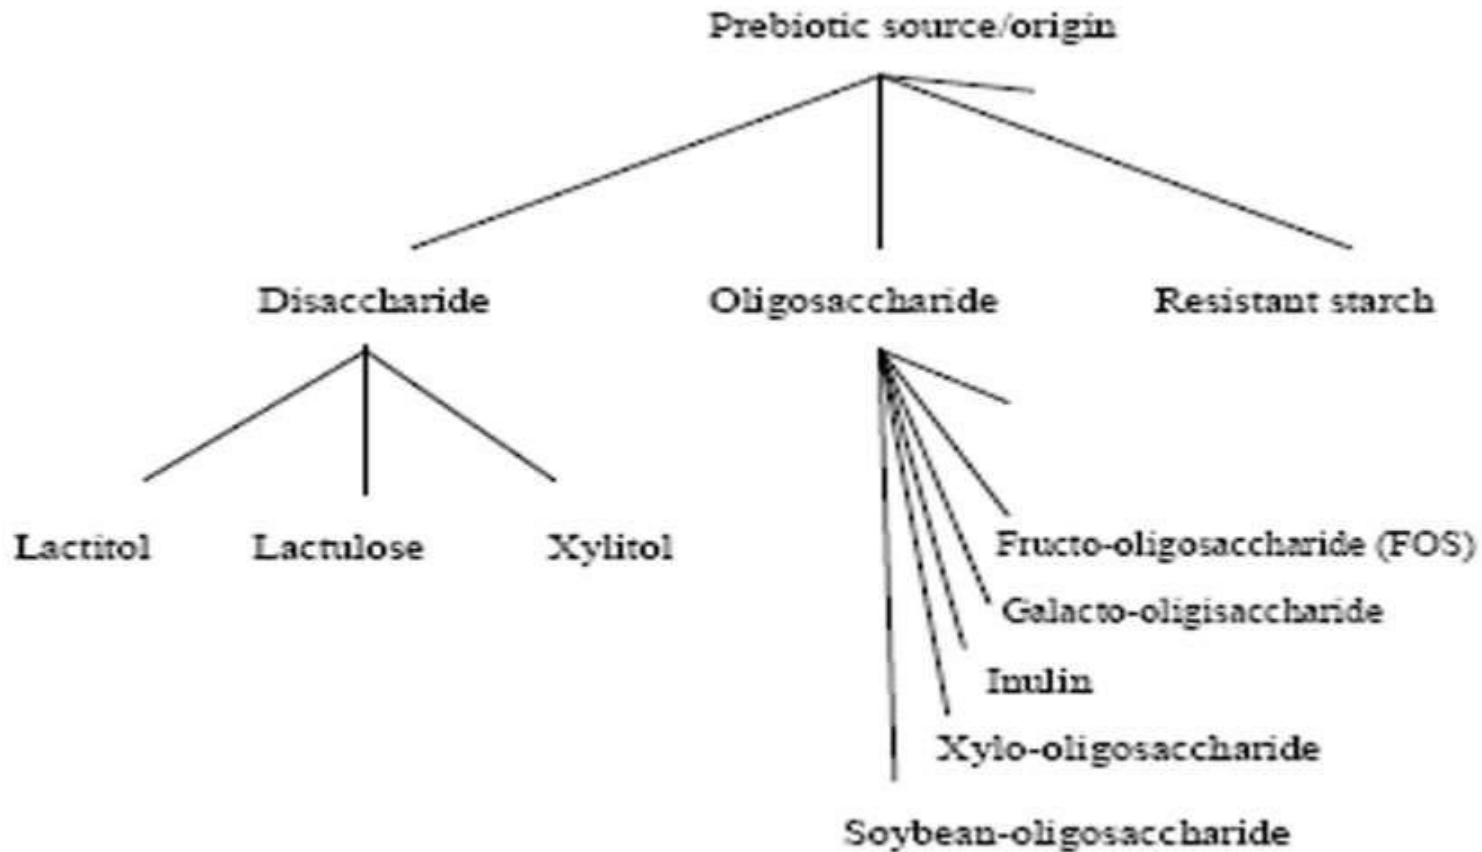 Prebiotic source/origin
Disaccharide Oligosaccharide Resistant starch
Lactitol Lactulose Xylitol
Fructo-oligosaccharide (FOS)
Galacto-oligisaccharide
Inulin
Xylo-oligosaccharide
Soybean-oligosaccharide